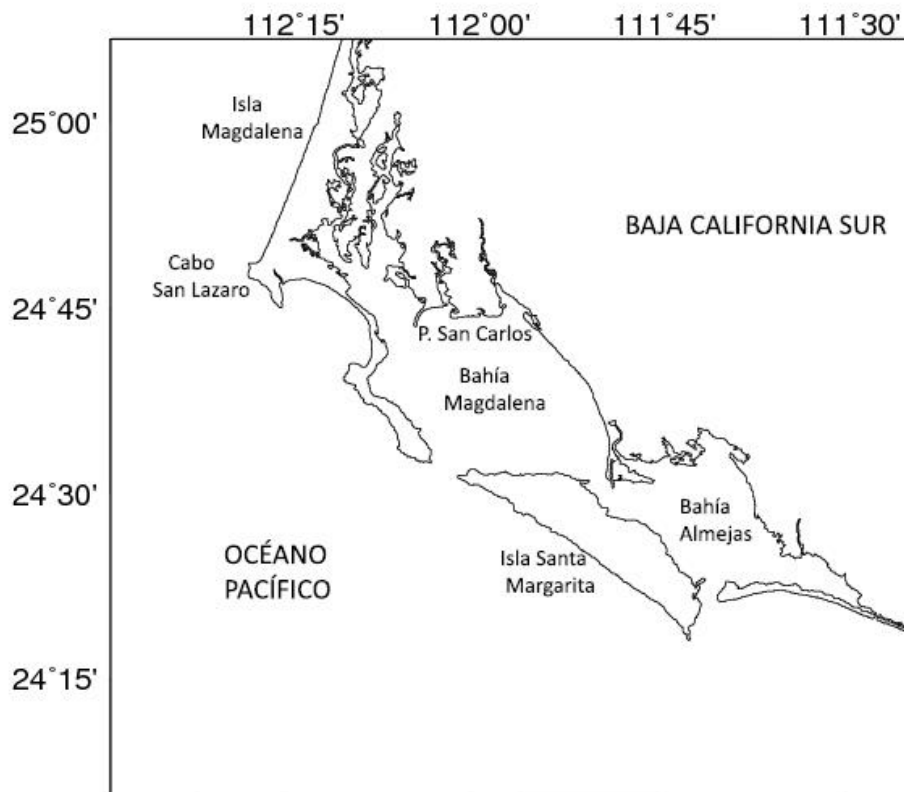 112°15' 112°00' 111°45' 111°30'
25°00'
Isla
Magdalena
BAJA CALIFORNIA SUR
Cabo
San Lazaro
24°45'
P. San Carlos
Bahía
Magdalena
24°30'
Bahía
Almejas
OCÉANO
PACÍFICO
Isla Santa
Margarita
24°15'